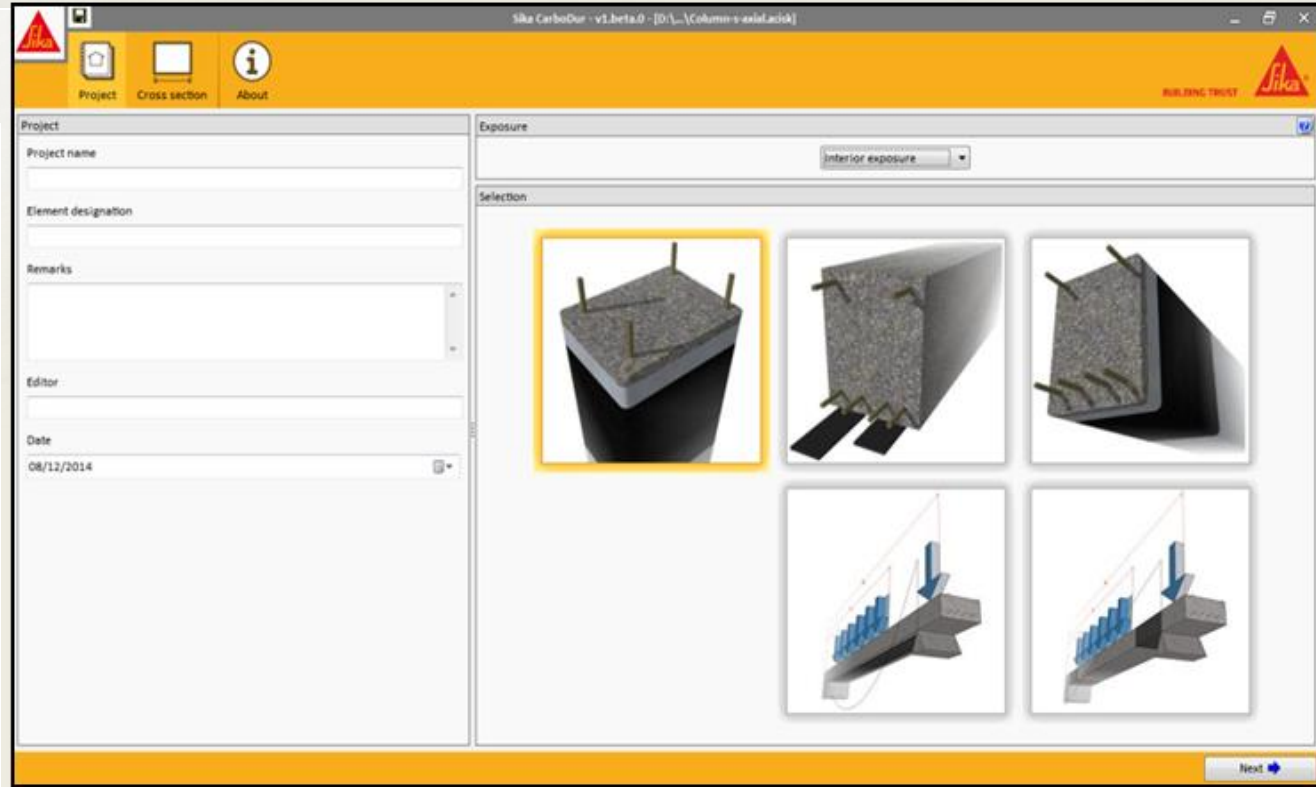 Sika CarboDur - v1.beta.0 - [D:\...\Column-s-axial.acisk]
Sika
Project
Cross section
About
BUILDING TRUST
Sika
Project
Project name
Element designation
Remarks
Editor
Date
08/12/2014
Exposure
Interior exposure
Selection
Next